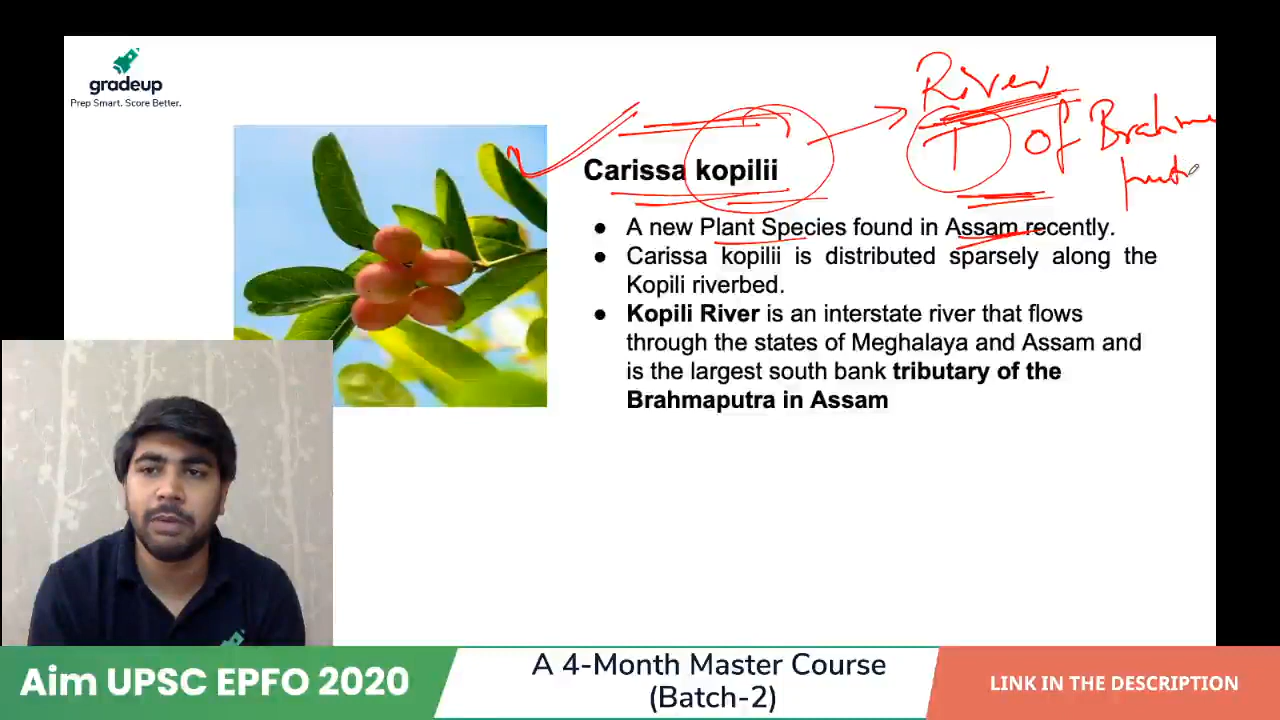 gradeup
Prep Smart. Score Better.
River
T of Brahma
putr
Carissa kopilii
● A new Plant Species found in Assam recently.
● Carissa kopilii is distributed sparsely along the
Kopili riverbed.
● Kopili River is an interstate river that flows
through the states of Meghalaya and Assam and
is the largest south bank tributary of the
Brahmaputra in Assam
Aim UPSC EPFO 2020
A 4-Month Master Course
(Batch-2)
LINK IN THE DESCRIPTION